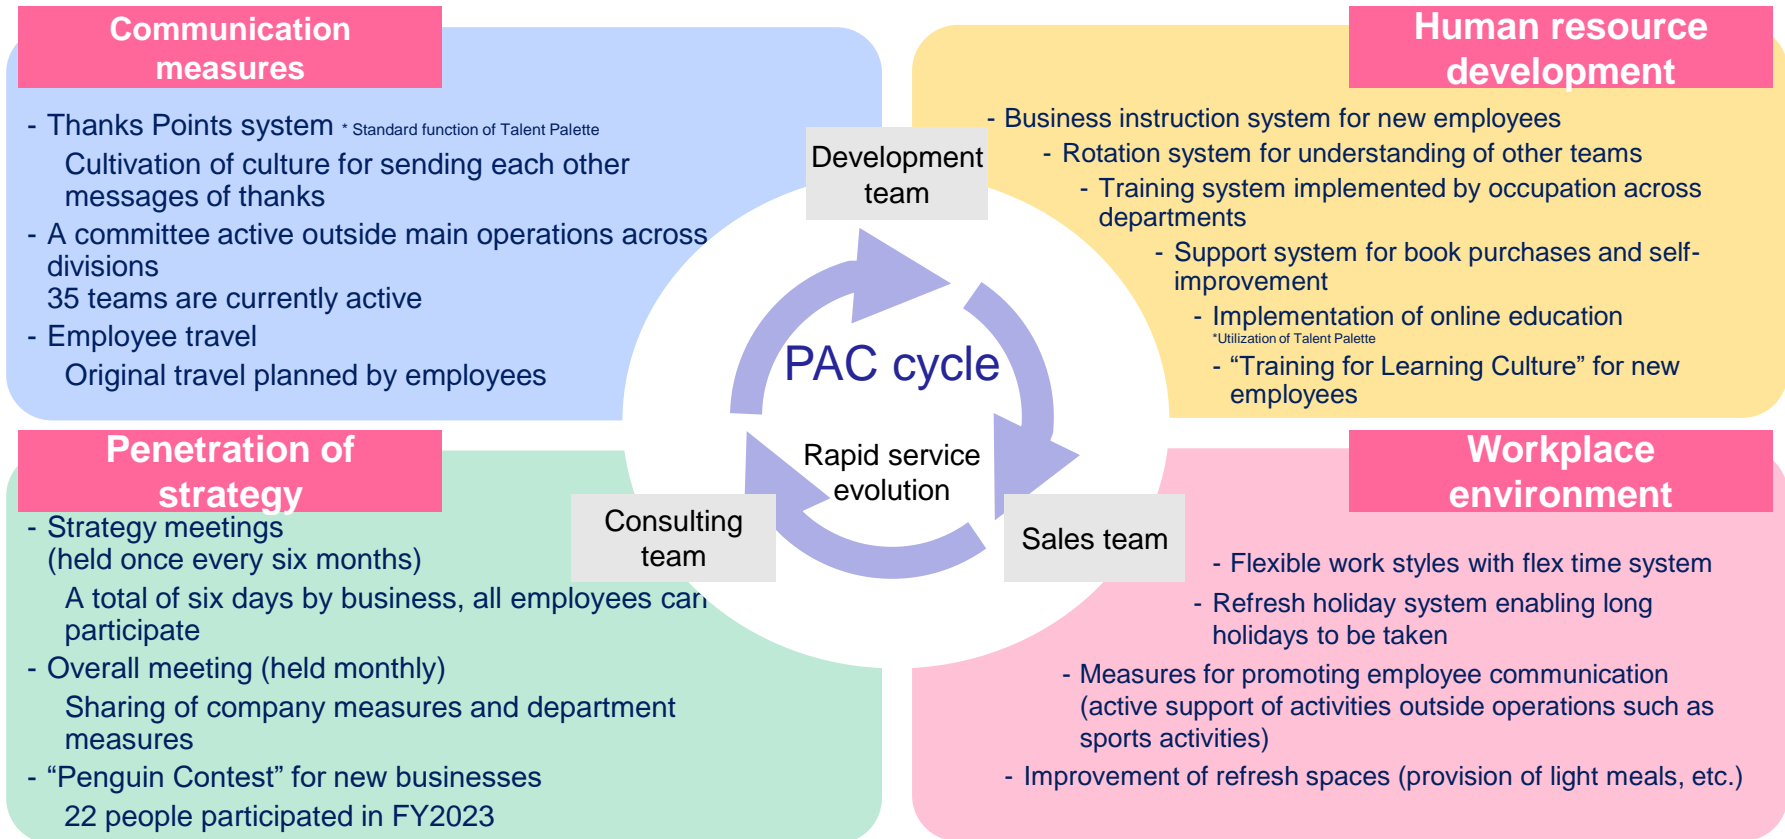 Communication
measures
- Thanks Points system * Standard function of Talent Palette
Cultivation of culture for sending each other
messages of thanks
- A committee active outside main operations across
divisions
35 teams are currently active
- Employee travel
Original travel planned by employees
Human resource
development
- Business instruction system for new employees
- Rotation system for understanding of other teams
- Training system implemented by occupation across
departments
- Support system for book purchases and self-
improvement
- Implementation of online education
*Utilization of Talent Palette
- “Training for Learning Culture” for new
employees
Development
team
PAC cycle
Rapid service
evolution
Consulting
team
Sales team
Penetration of
strategy
- Strategy meetings
(held once every six months)
A total of six days by business, all employees can
participate
- Overall meeting (held monthly)
Sharing of company measures and department
measures
- “Penguin Contest” for new businesses
22 people participated in FY2023
Workplace
environment
- Flexible work styles with flex time system
- Refresh holiday system enabling long
holidays to be taken
- Measures for promoting employee communication
(active support of activities outside operations such as
sports activities)
- Improvement of refresh spaces (provision of light meals, etc.)